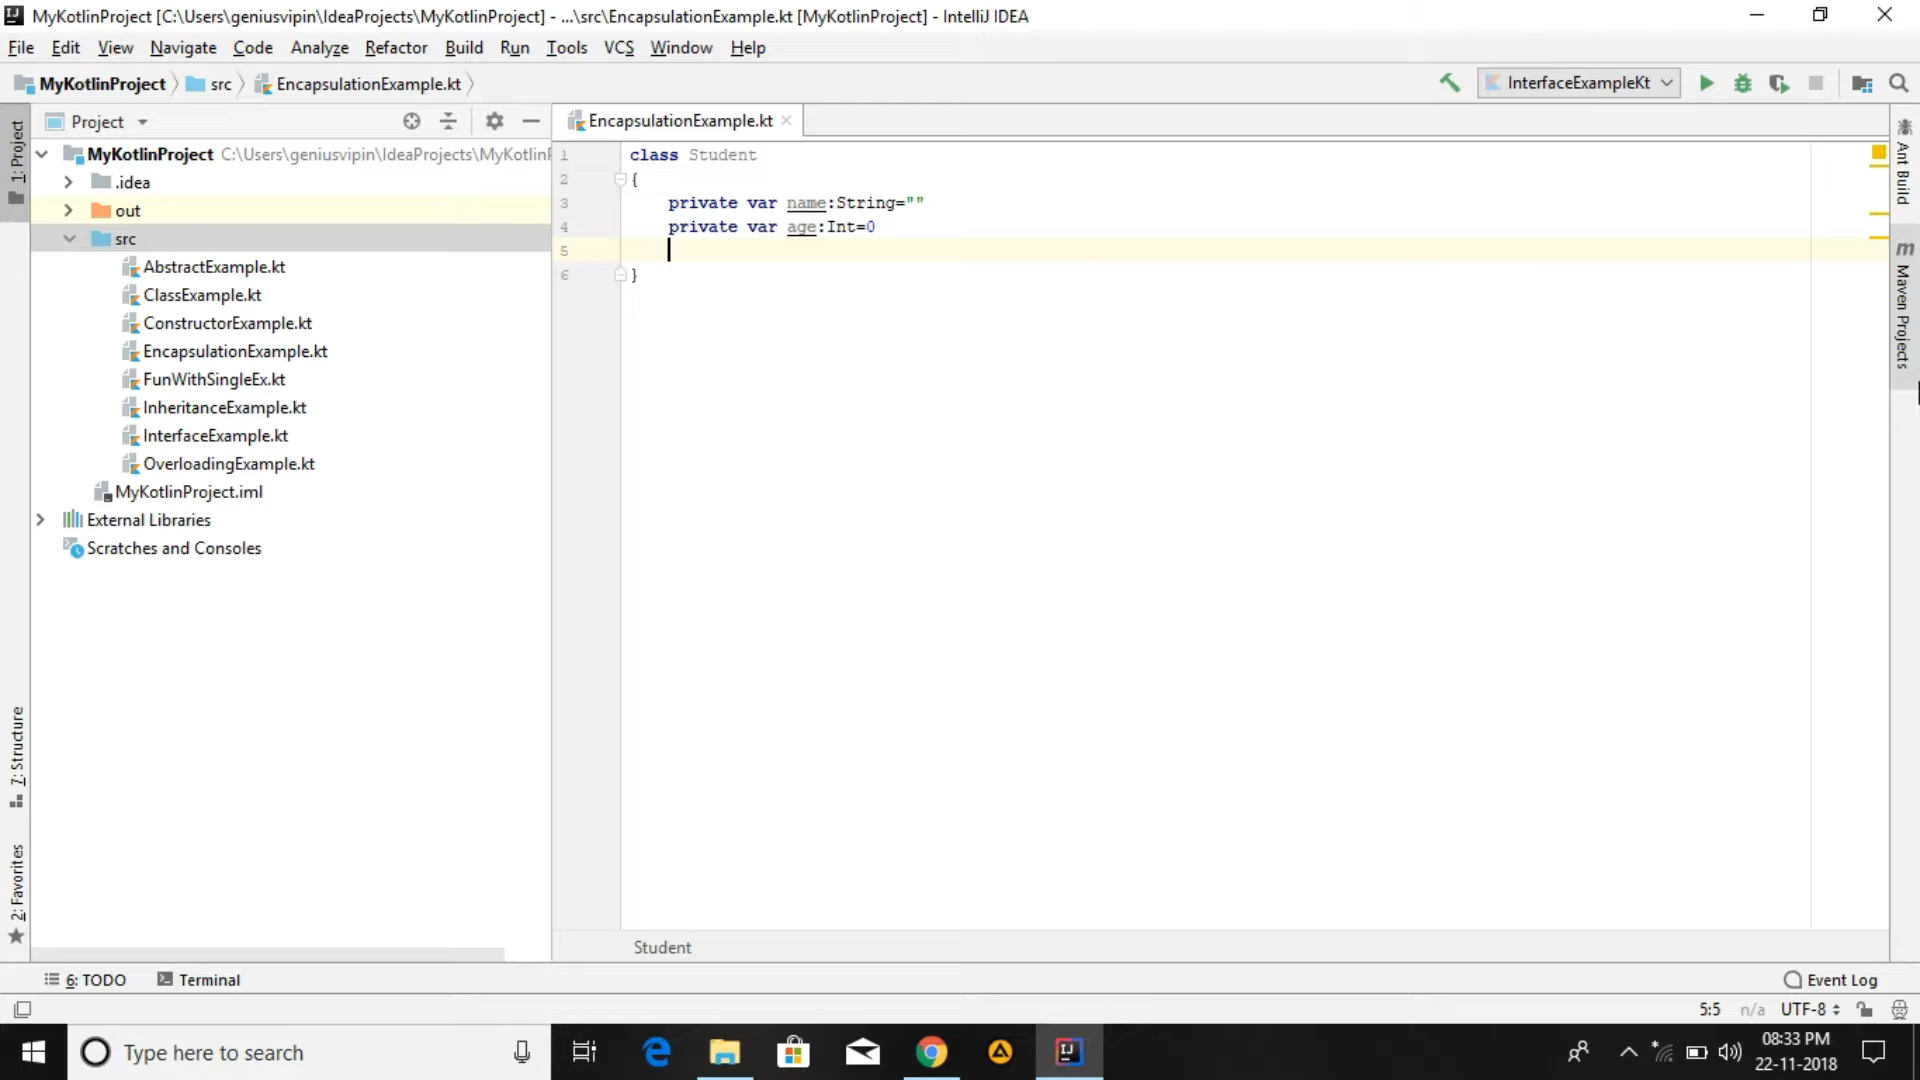 MyKotlinProject [C:\Users\geniusvipin\IdeaProjects\MyKotlinProject] - ...\src\EncapsulationExample.kt [MyKotlinProject] - IntelliJ IDEA
File Edit View Navigate Code Analyze Refactor Build Run Tools VCS Window Help
MyKotlinProject src EncapsulationExample.kt InterfaceExampleKt
Project EncapsulationExample.kt
1: Project
7: Structure
2: Favorites
MyKotlinProject C:\Users\geniusvipin\IdeaProjects\MyKotlinP
.idea
out
src
AbstractExample.kt
ClassExample.kt
ConstructorExample.kt
EncapsulationExample.kt
FunWithSingleEx.kt
InheritanceExample.kt
InterfaceExample.kt
OverloadingExample.kt
MyKotlinProject.iml
External Libraries
Scratches and Consoles
1 class Student
2 {
3 private var name:String=""
4 private var age:Int=0
5
6 }
Ant Build
m Maven Projects
Student
6: TODO Terminal Event Log
5:5 n/a UTF-8
Type here to search
08:33 PM
22-11-2018